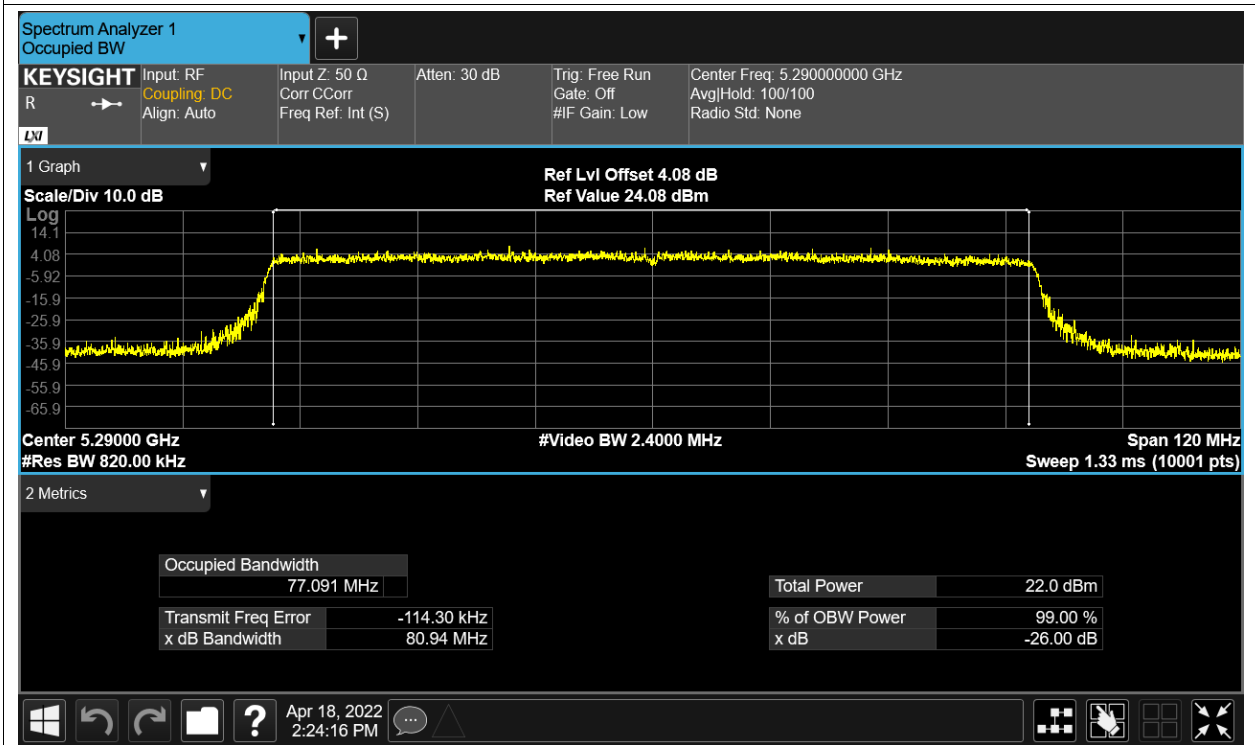 Spectrum Analyzer 1
Occupied BW
KEYSIGHT
R
LXI
Input: RF
Coupling: DC
Align: Auto
Input Z: 50 Ω
Corr CCorr
Freq Ref: Int (S)
Atten: 30 dB
Trig: Free Run
Gate: Off
#IF Gain: Low
Center Freq: 5.290000000 GHz
Avg|Hold: 100/100
Radio Std: None
1 Graph
Scale/Div 10.0 dB
Ref Lvl Offset 4.08 dB
Ref Value 24.08 dBm
Log
14.1
4.08
-5.92
-15.9
-25.9
-35.9
-45.9
-55.9
-65.9
Center 5.29000 GHz
#Res BW 820.00 kHz
#Video BW 2.4000 MHz
Span 120 MHz
Sweep 1.33 ms (10001 pts)
2 Metrics
Occupied Bandwidth
77.091 MHz
Transmit Freq Error -114.30 kHz
x dB Bandwidth 80.94 MHz
Total Power 22.0 dBm
% of OBW Power 99.00 %
x dB -26.00 dB
?
Apr 18, 2022
2:24:16 PM